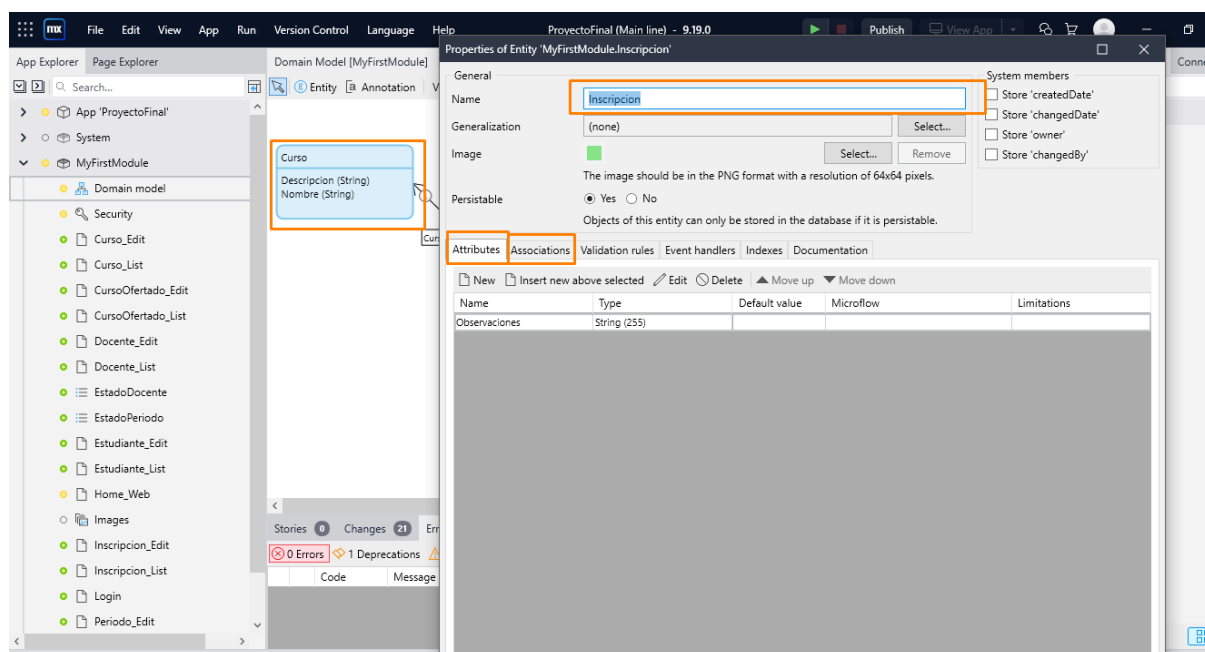 mx File Edit View App Run Version Control Language Help ProyectoFinal (Main line) - 9.19.0 Publish View App
App Explorer Page Explorer
Search...
App 'ProyectoFinal'
System
MyFirstModule
Domain model
Security
Curso_Edit
Curso_List
CursoOfertado_Edit
CursoOfertado_List
Docente_Edit
Docente_List
EstadoDocente
EstadoPeriodo
Estudiante_Edit
Estudiante_List
Home_Web
Images
Inscripcion_Edit
Inscripcion_List
Login
Periodo_Edit
Domain Model [MyFirstModule]
Entity Annotation V
Curso
Descripcion (String)
Nombre (String)
Cur
Stories 0 Changes 21 Err
0 Errors 1 Deprecations
Code Message
Properties of Entity 'MyFirstModule.Inscripcion'
General
Name Inscripcion
Generalization (none) Select...
Image Select... Remove
The image should be in the PNG format with a resolution of 64x64 pixels.
Persistable Yes No
Objects of this entity can only be stored in the database if it is persistable.
System members
Store 'createdDate'
Store 'changedDate'
Store 'owner'
Store 'changedBy'
Attributes Associations Validation rules Event handlers Indexes Documentation
New Insert new above selected Edit Delete Move up Move down
Name Type Default value Microflow Limitations
Observaciones String (255)
Conne